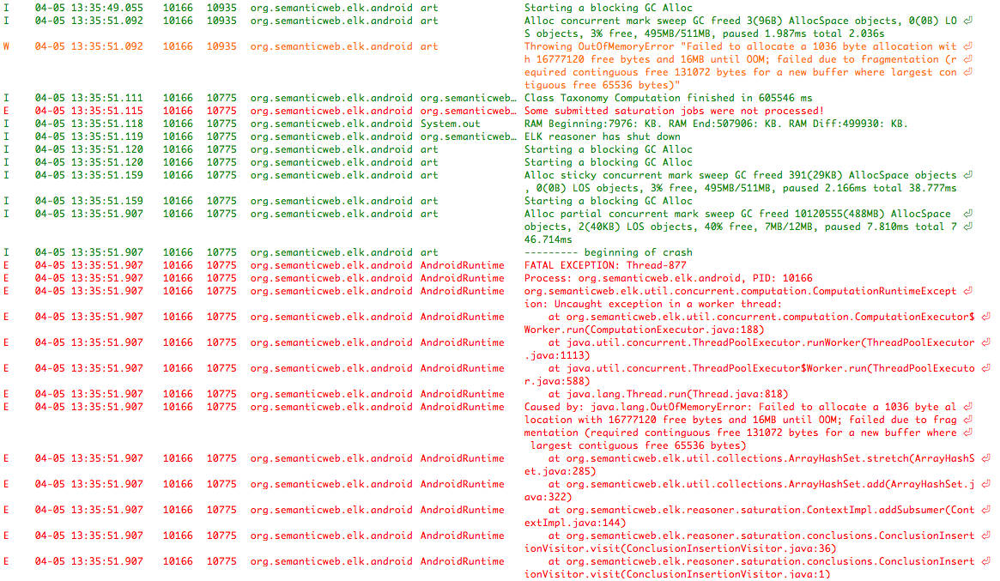 I 04-05 13:35:49.055 10166 10935 org.semanticweb.elk.android art Starting a blocking GC Alloc
I 04-05 13:35:51.092 10166 10935 org.semanticweb.elk.android art Alloc concurrent mark sweep GC freed 3(96B) AllocSpace objects, 0(0B) LO ⏎
S objects, 3% free, 495MB/511MB, paused 1.987ms total 2.036s
W 04-05 13:35:51.092 10166 10935 org.semanticweb.elk.android art Throwing OutOfMemoryError "Failed to allocate a 1036 byte allocation wit ⏎
h 16777120 free bytes and 16MB until OOM; failed due to fragmentation (r ⏎
equired continguous free 131072 bytes for a new buffer where largest con ⏎
tiguous free 65536 bytes)"
I 04-05 13:35:51.111 10166 10775 org.semanticweb.elk.android org.semanticweb… Class Taxonomy Computation finished in 605546 ms
E 04-05 13:35:51.115 10166 10775 org.semanticweb.elk.android org.semanticweb… Some submitted saturation jobs were not processed!
I 04-05 13:35:51.118 10166 10775 org.semanticweb.elk.android System.out RAM Beginning:7976: KB. RAM End:507906: KB. RAM Diff:499930: KB.
I 04-05 13:35:51.119 10166 10775 org.semanticweb.elk.android org.semanticweb… ELK reasoner has shut down
I 04-05 13:35:51.120 10166 10775 org.semanticweb.elk.android art Starting a blocking GC Alloc
I 04-05 13:35:51.120 10166 10775 org.semanticweb.elk.android art Starting a blocking GC Alloc
I 04-05 13:35:51.159 10166 10775 org.semanticweb.elk.android art Alloc sticky concurrent mark sweep GC freed 391(29KB) AllocSpace objects ⏎
, 0(0B) LOS objects, 3% free, 495MB/511MB, paused 2.166ms total 38.777ms
I 04-05 13:35:51.159 10166 10775 org.semanticweb.elk.android art Starting a blocking GC Alloc
I 04-05 13:35:51.907 10166 10775 org.semanticweb.elk.android art Alloc partial concurrent mark sweep GC freed 10120555(488MB) AllocSpace ⏎
objects, 2(40KB) LOS objects, 40% free, 7MB/12MB, paused 7.810ms total 7 ⏎
46.714ms
I 04-05 13:35:51.907 10166 10775 org.semanticweb.elk.android art --------- beginning of crash
E 04-05 13:35:51.907 10166 10775 org.semanticweb.elk.android AndroidRuntime FATAL EXCEPTION: Thread-877
E 04-05 13:35:51.907 10166 10775 org.semanticweb.elk.android AndroidRuntime Process: org.semanticweb.elk.android, PID: 10166
E 04-05 13:35:51.907 10166 10775 org.semanticweb.elk.android AndroidRuntime org.semanticweb.elk.util.concurrent.computation.ComputationRuntimeExcept ⏎
ion: Uncaught exception in a worker thread:
E 04-05 13:35:51.907 10166 10775 org.semanticweb.elk.android AndroidRuntime at org.semanticweb.elk.util.concurrent.computation.ComputationExecutor$ ⏎
Worker.run(ComputationExecutor.java:188)
E 04-05 13:35:51.907 10166 10775 org.semanticweb.elk.android AndroidRuntime at java.util.concurrent.ThreadPoolExecutor.runWorker(ThreadPoolExecutor ⏎
.java:1113)
E 04-05 13:35:51.907 10166 10775 org.semanticweb.elk.android AndroidRuntime at java.util.concurrent.ThreadPoolExecutor$Worker.run(ThreadPoolExecuto ⏎
r.java:588)
E 04-05 13:35:51.907 10166 10775 org.semanticweb.elk.android AndroidRuntime at java.lang.Thread.run(Thread.java:818)
E 04-05 13:35:51.907 10166 10775 org.semanticweb.elk.android AndroidRuntime Caused by: java.lang.OutOfMemoryError: Failed to allocate a 1036 byte al ⏎
location with 16777120 free bytes and 16MB until OOM; failed due to frag ⏎
mentation (required continguous free 131072 bytes for a new buffer where ⏎
largest contiguous free 65536 bytes)
E 04-05 13:35:51.907 10166 10775 org.semanticweb.elk.android AndroidRuntime at org.semanticweb.elk.util.collections.ArrayHashSet.stretch(ArrayHashS ⏎
et.java:285)
E 04-05 13:35:51.907 10166 10775 org.semanticweb.elk.android AndroidRuntime at org.semanticweb.elk.util.collections.ArrayHashSet.add(ArrayHashSet.j ⏎
ava:322)
E 04-05 13:35:51.907 10166 10775 org.semanticweb.elk.android AndroidRuntime at org.semanticweb.elk.reasoner.saturation.ContextImpl.addSubsumer(Cont ⏎
extImpl.java:144)
E 04-05 13:35:51.907 10166 10775 org.semanticweb.elk.android AndroidRuntime at org.semanticweb.elk.reasoner.saturation.conclusions.ConclusionInsert ⏎
ionVisitor.visit(ConclusionInsertionVisitor.java:36)
E 04-05 13:35:51.907 10166 10775 org.semanticweb.elk.android AndroidRuntime at org.semanticweb.elk.reasoner.saturation.conclusions.ConclusionInsert ⏎
ionVisitor.visit(ConclusionInsertionVisitor.java:1)